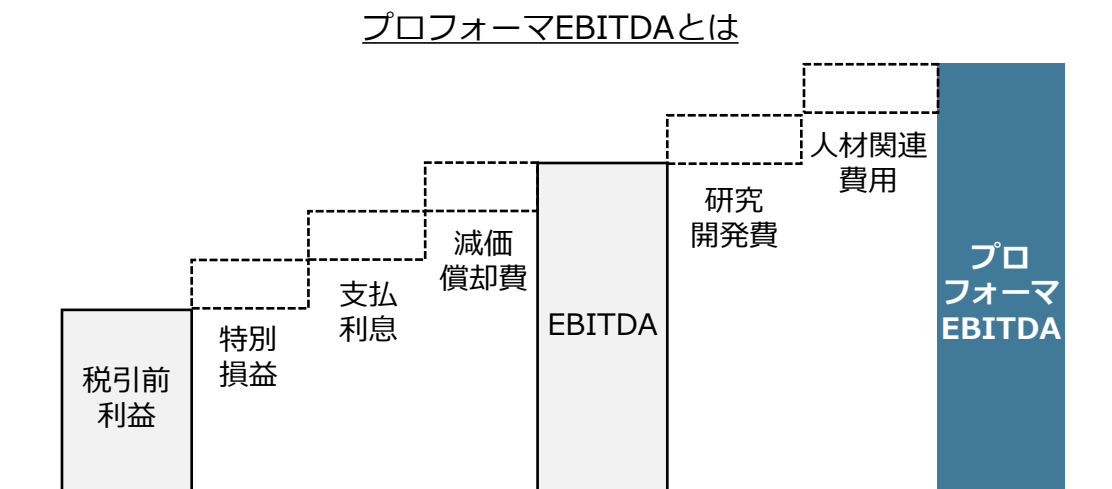 プロフォーマEBITDAとは
税引前
利益
特別
損益
支払
利息
減価
償却費
EBITDA
研究
開発費
人材関連
費用
プロ
フォーマ
EBITDA